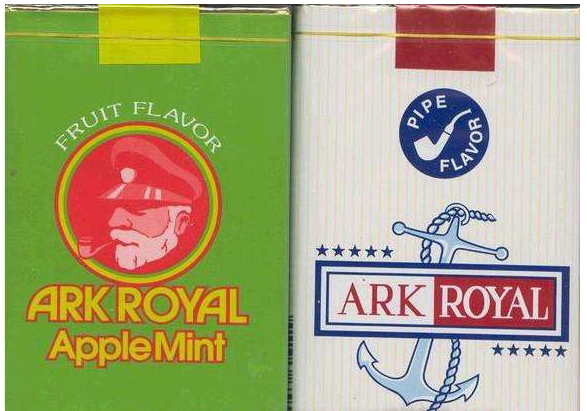 FRUIT FLAVOR
ARK ROYAL
AppleMint
PIPE
FLAVOR
ARK ROYAL